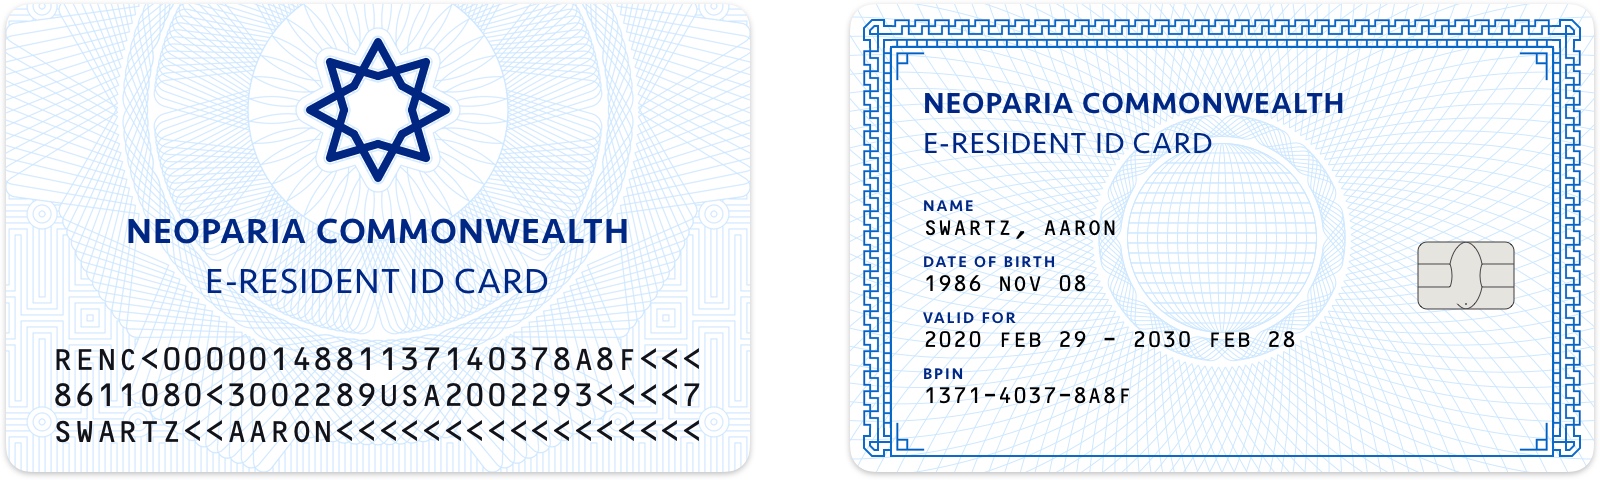 NEOPARIA COMMONWEALTH
E-RESIDENT ID CARD
RENC<0000014881137140378A8F<<<
8611080<3002289USA2002293<<<<7
SWARTZ<<AARON<<<<<<<<<<<<<<<<<
NEOPARIA COMMONWEALTH
E-RESIDENT ID CARD
NAME
SWARTZ, AARON
DATE OF BIRTH
1986 NOV 08
VALID FOR
2020 FEB 29 – 2030 FEB 28
BPIN
1371-4037-8A8F